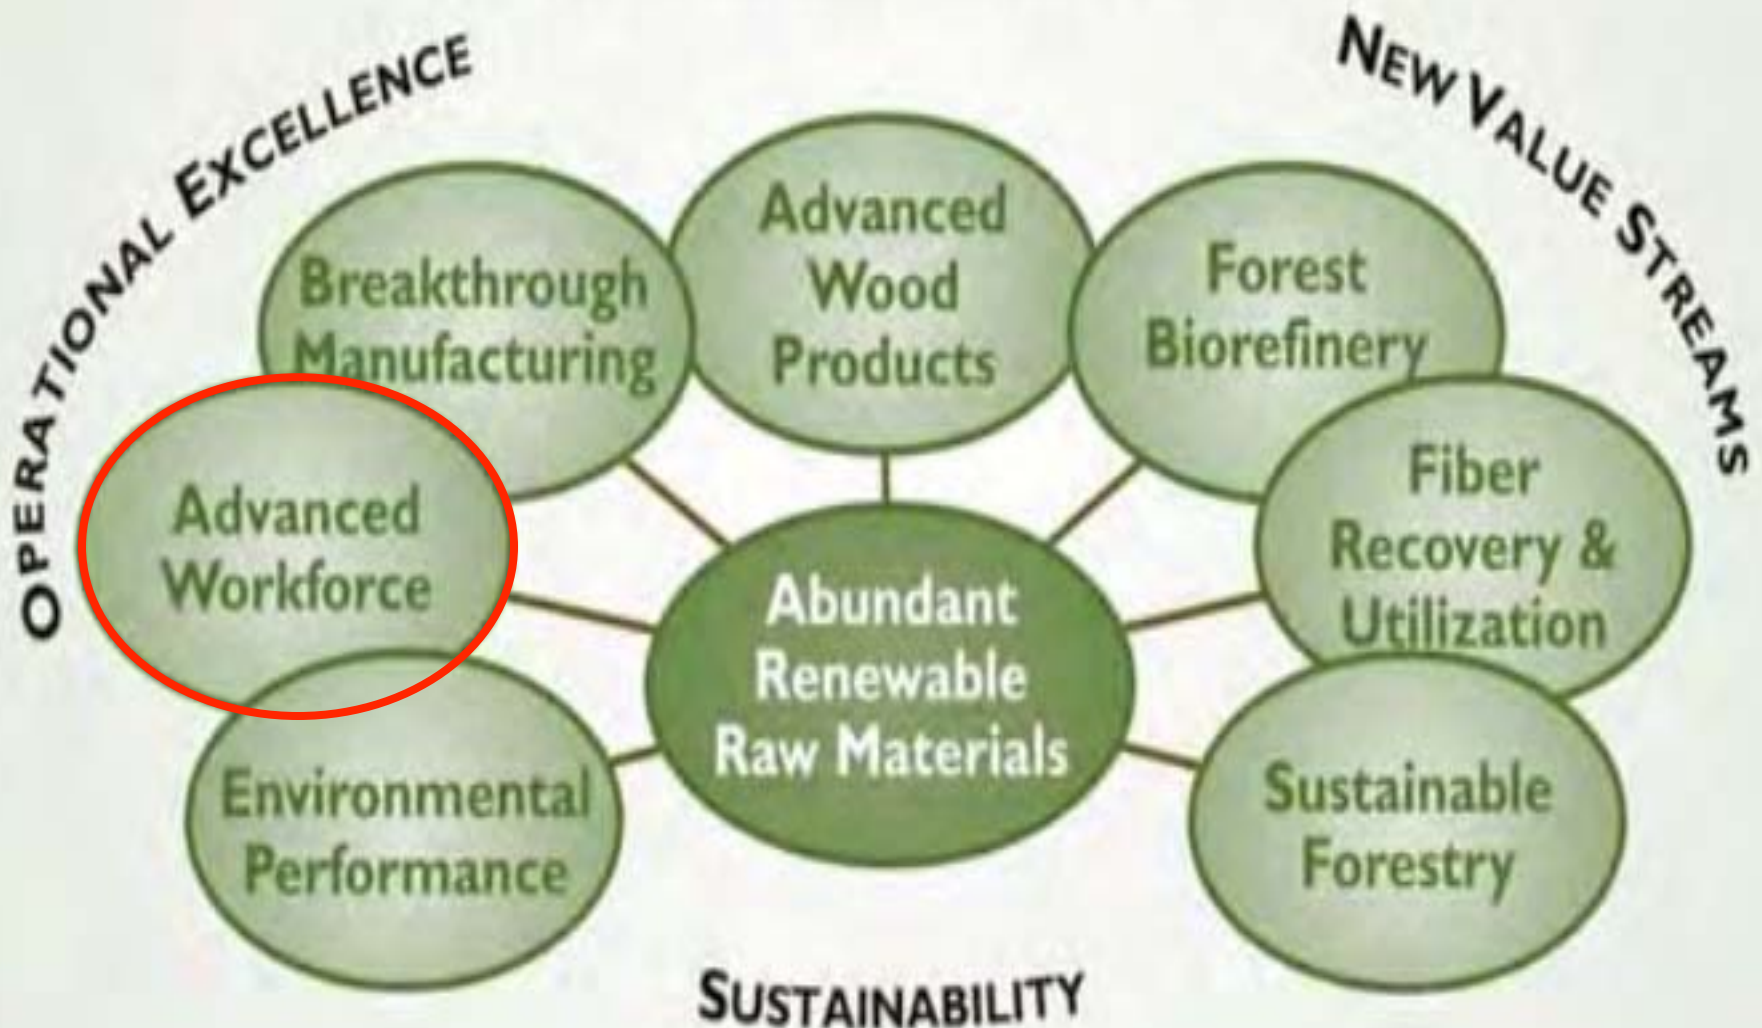 OPERATIONAL EXCELLENCE
NEW VALUE STREAMS
Advanced
Wood
Products
Breakthrough
Manufacturing
Forest
Biorefinery
Advanced
Workforce
Fiber
Recovery &
Utilization
Abundant
Renewable
Raw Materials
Environmental
Performance
Sustainable
Forestry
SUSTAINABILITY